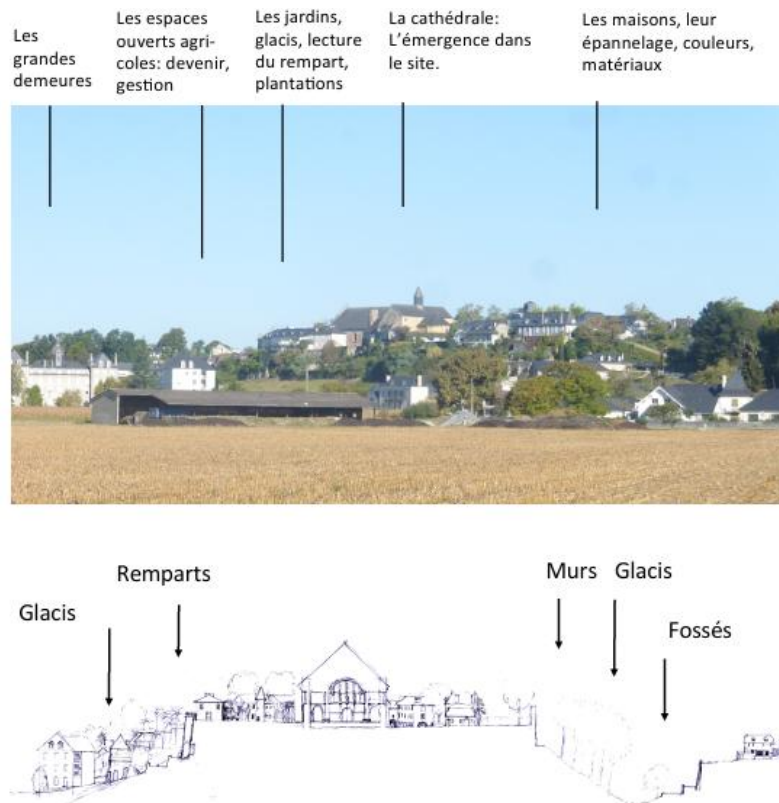 Les
grandes
demeures
Les espaces
ouverts agri-
coles: devenir,
gestion
Les jardins,
glacis, lecture
du rempart,
plantations
La cathédrale:
L’émergence dans
le site.
Les maisons, leur
épannelage, couleurs,
matériaux
Glacis
Remparts
Murs
Glacis
Fossés